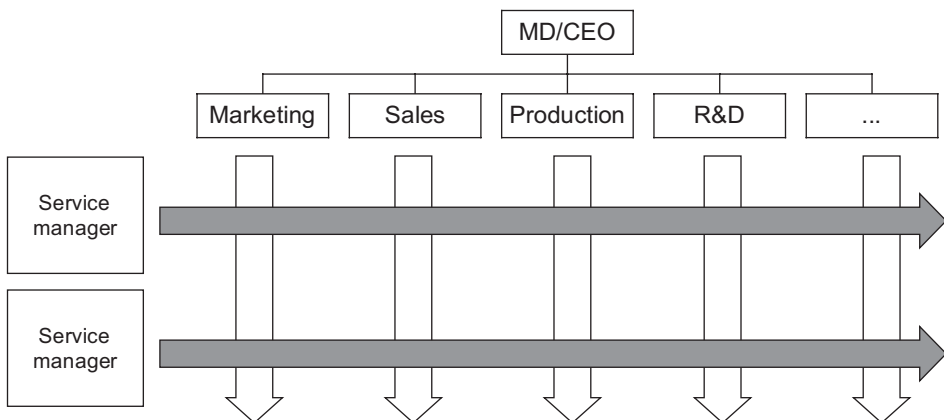 MD/CEO
Marketing
Sales
Production
R&D
...
Service
manager
Service
manager